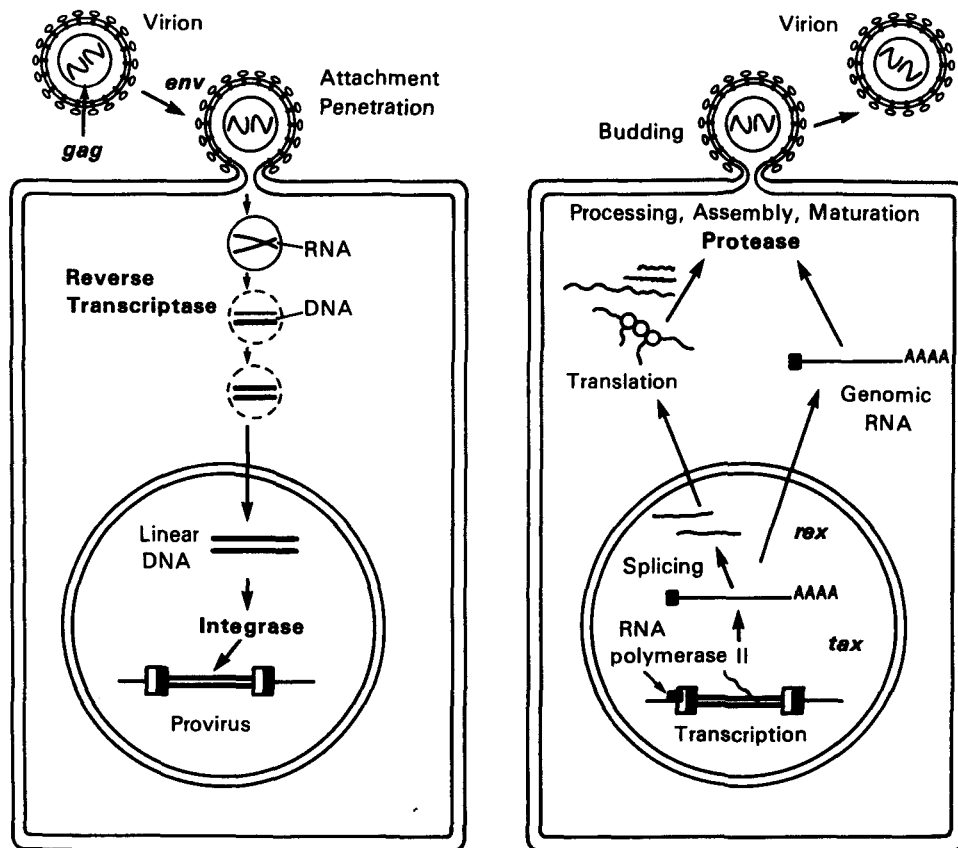 Virion
env
Attachment
Penetration
gag
RNA
Reverse
Transcriptase
DNA
Linear
DNA
Integrase
Provirus
Virion
Budding
Processing, Assembly, Maturation
Protease
Translation
AAAA
Genomic
RNA
rex
Splicing
AAAA
RNA
polymerase II
tax
Transcription